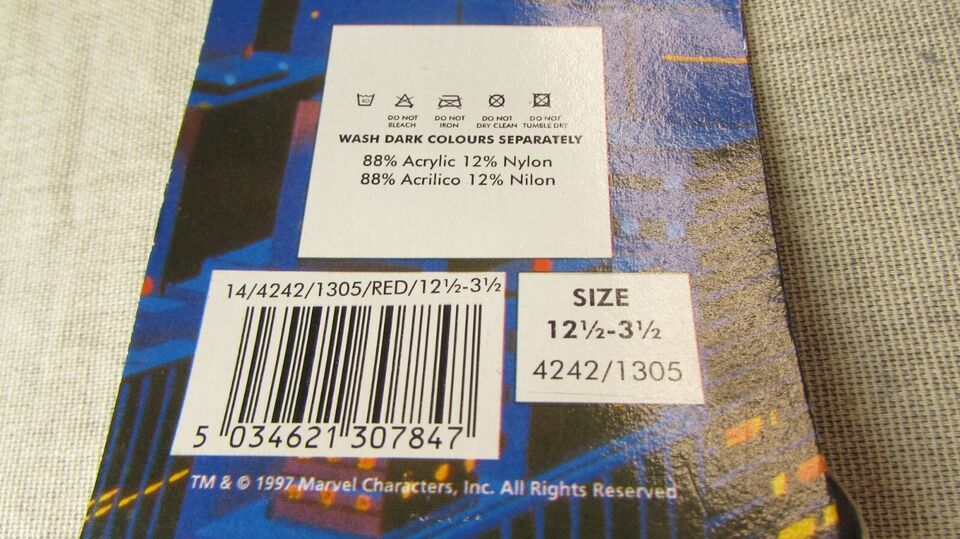 40
DO NOT BLEACH
DO NOT IRON
DO NOT DRY CLEAN
DO NOT TUMBLE DRY
WASH DARK COLOURS SEPARATELY
88% Acrylic 12% Nylon
88% Acrilico 12% Nilon
14/4242/1305/RED/12½-3½
5 034621 307847
SIZE
12½-3½
4242/1305
TM & © 1997 Marvel Characters, Inc. All Rights Reserved